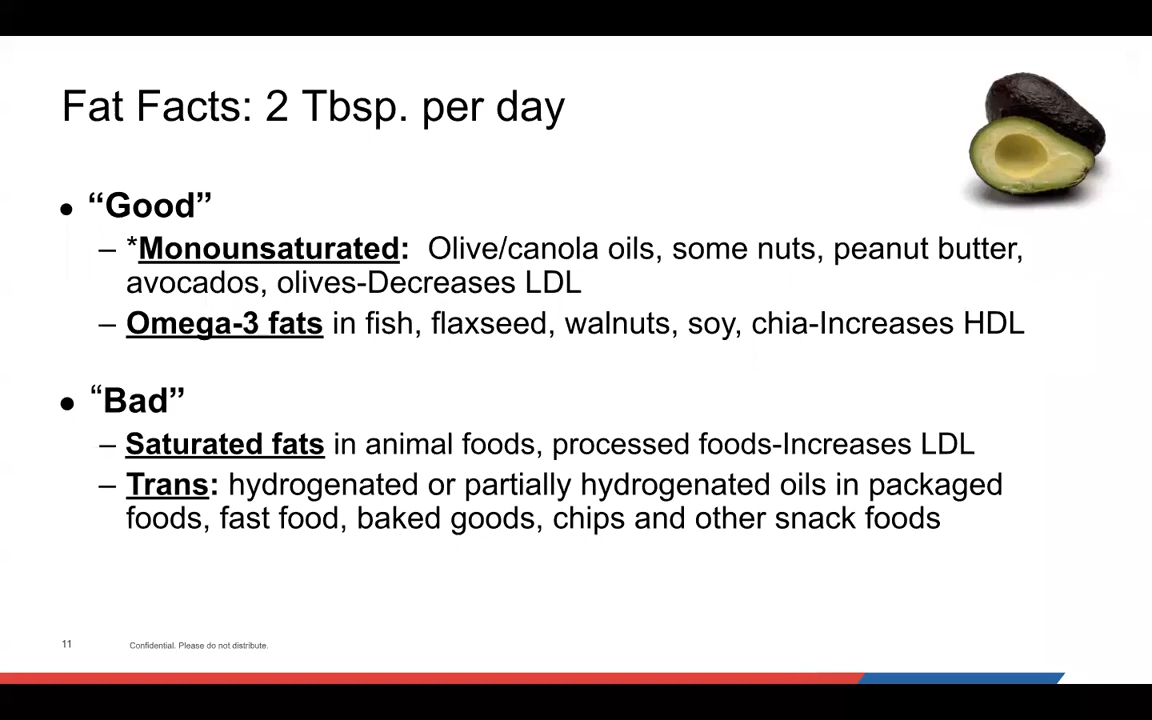 Fat Facts: 2 Tbsp. per day
• “Good”
– *Monounsaturated:  Olive/canola oils, some nuts, peanut butter,
avocados, olives-Decreases LDL
– Omega-3 fats in fish, flaxseed, walnuts, soy, chia-Increases HDL
• “Bad”
– Saturated fats in animal foods, processed foods-Increases LDL
– Trans: hydrogenated or partially hydrogenated oils in packaged
foods, fast food, baked goods, chips and other snack foods
11 Confidential. Please do not distribute.